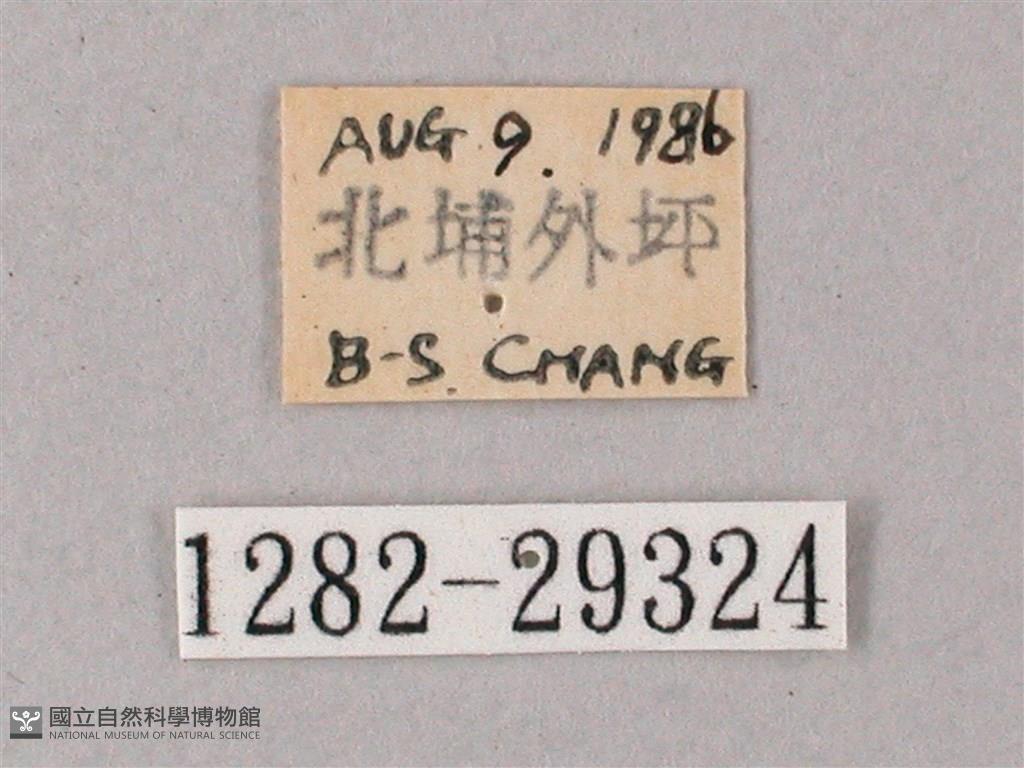 AUG. 9. 1986
北埔外坪
B-S. CHANG
1282-29324
國立自然科學博物館
NATIONAL MUSEUM OF NATURAL SCIENCE